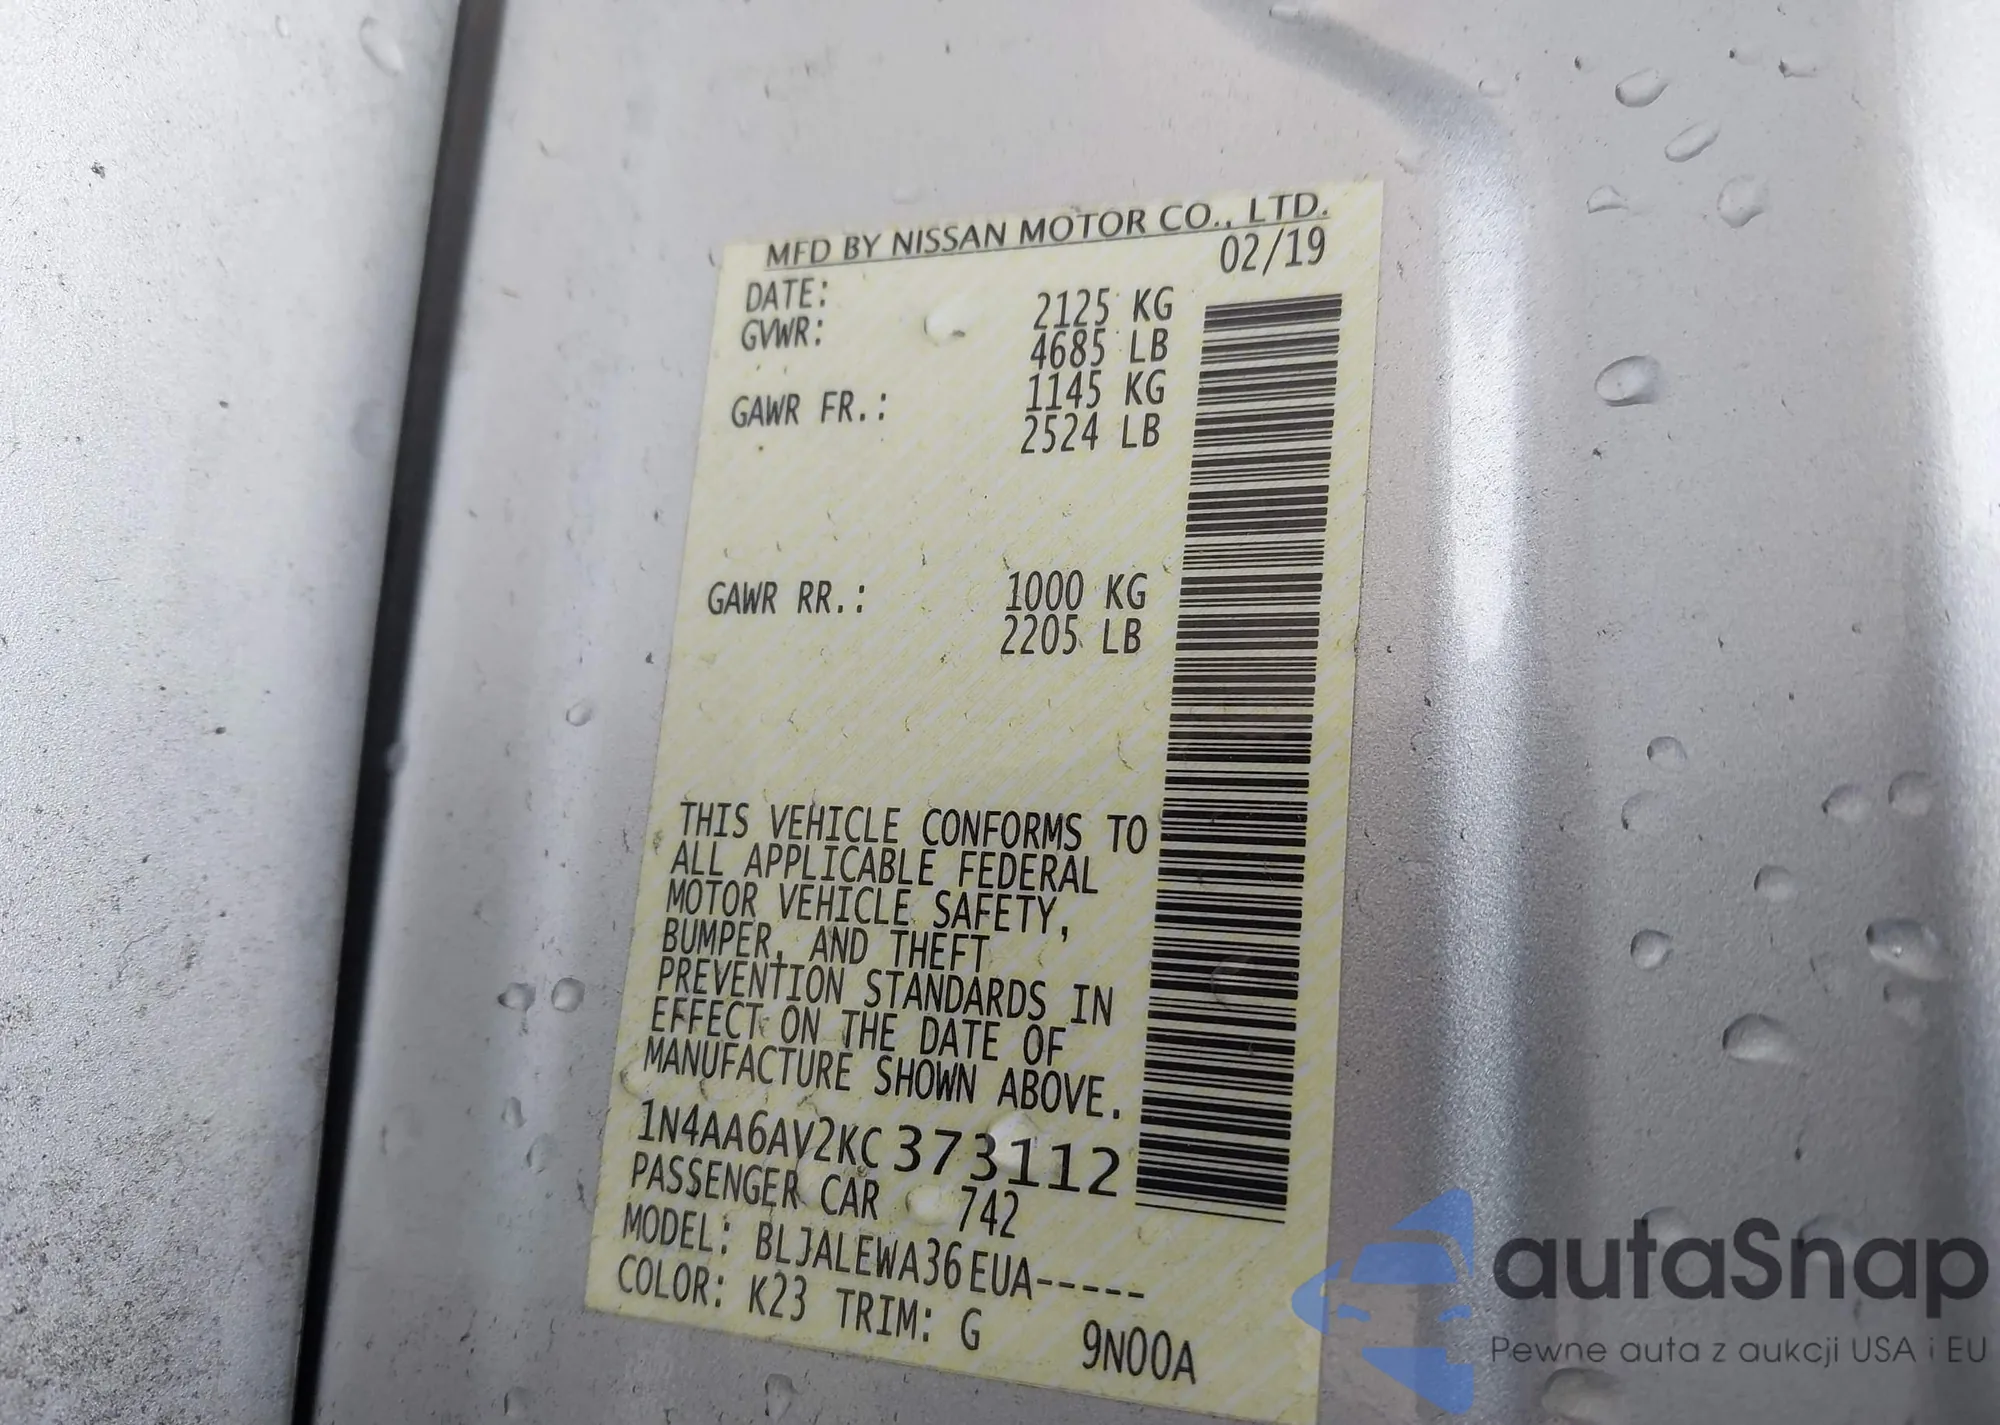 MFD BY NISSAN MOTOR CO., LTD.
DATE: 02/19
GVWR: 2125 KG
4685 LB
GAWR FR.: 1145 KG
2524 LB
GAWR RR.: 1000 KG
2205 LB
THIS VEHICLE CONFORMS TO
ALL APPLICABLE FEDERAL
MOTOR VEHICLE SAFETY,
BUMPER, AND THEFT
PREVENTION STANDARDS IN
EFFECT ON THE DATE OF
MANUFACTURE SHOWN ABOVE.
1N4AA6AV2KC373112
PASSENGER CAR 742
MODEL: BLJALEWA36EUA-----
COLOR: K23 TRIM: G 9N00A
autaSnap
Pewne auta z aukcji USA i EU